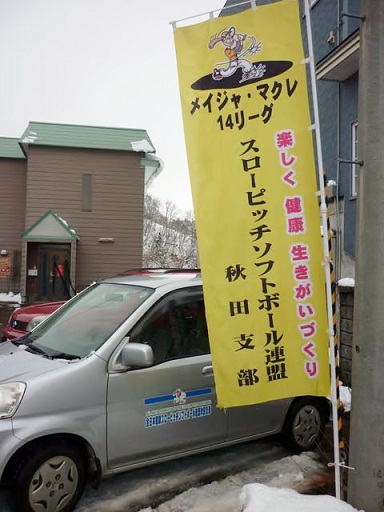 メイジャ・マクレ
14リーグ
楽しく 健康 生きがいづくり
スローピッチソフトボール連盟
秋田支部